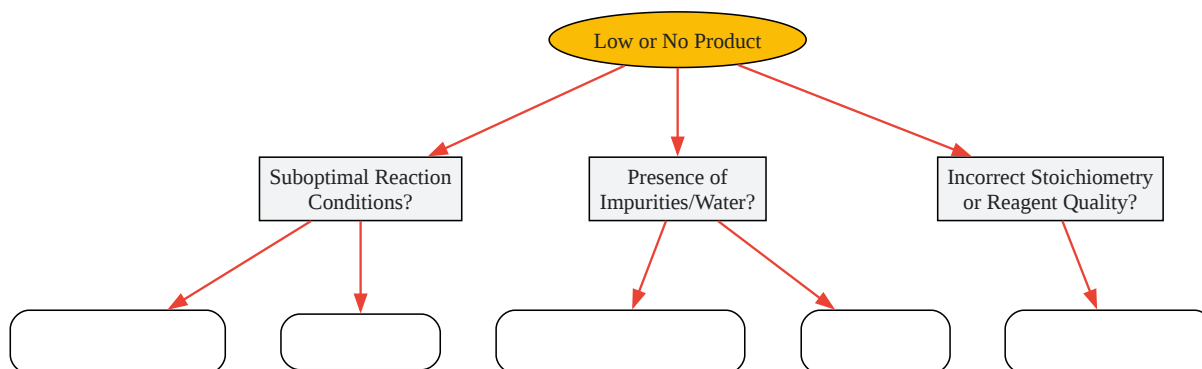 Low or No Product
Suboptimal Reaction
Conditions?
Presence of
Impurities/Water?
Incorrect Stoichiometry
or Reagent Quality?